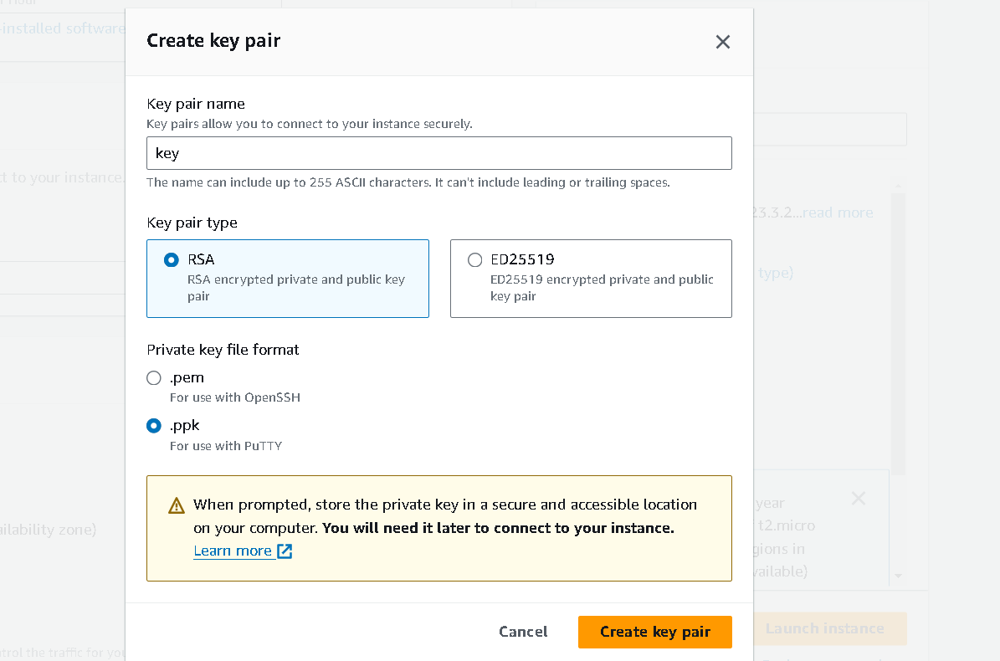 installed software
Create key pair
Key pair name
Key pairs allow you to connect to your instance securely.
key
t to your instance.
The name can include up to 255 ASCII characters. It can't include leading or trailing spaces.
23.3.2...read more
Key pair type
RSA
RSA encrypted private and public key
pair
ED25519
ED25519 encrypted private and public
key pair
type)
Private key file format
.pem
For use with OpenSSH
.ppk
For use with PuTTY
When prompted, store the private key in a secure and accessible location
on your computer. You will need it later to connect to your instance.
Learn more
year
t2.micro
gions in
vailable)
ailability zone)
Cancel
Create key pair
Launch instance
trol the traffic for you